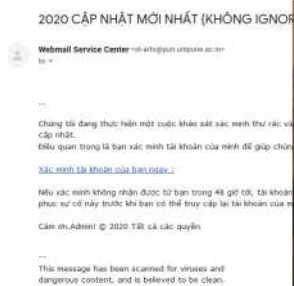 2020 CẬP NHẬT MỚI NHẤT (KHÔNG IGNOR
Webmail Service Center
to
--
Chúng tôi đang thực hiện một cuộc khảo sát xác minh thư rác và
cập nhật.
Điều quan trọng là bạn xác minh tài khoản của mình để giúp chún
Xác minh tài khoản của bạn ngay :
Nếu xác minh không nhận được từ bạn trong 48 giờ tới, tài khoản
phục sự cố này trước khi bạn có thể truy cập lại tài khoản của m
Cảm ơn.Admin! © 2020 Tất cả các quyền
--
This message has been scanned for viruses and
dangerous content, and is believed to be clean.